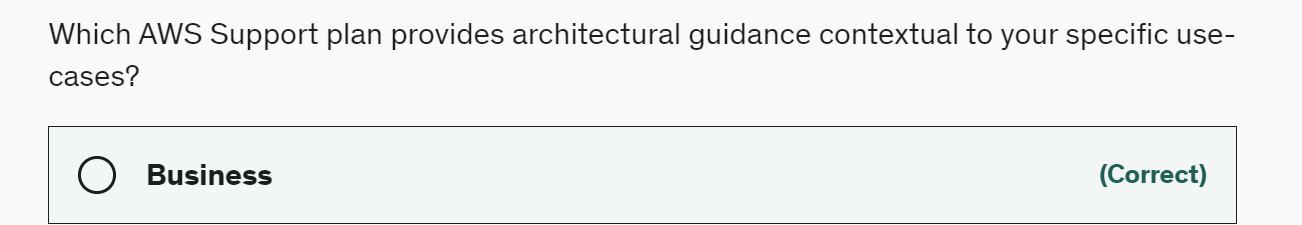 Which AWS Support plan provides architectural guidance contextual to your specific use-
cases?
Business (Correct)